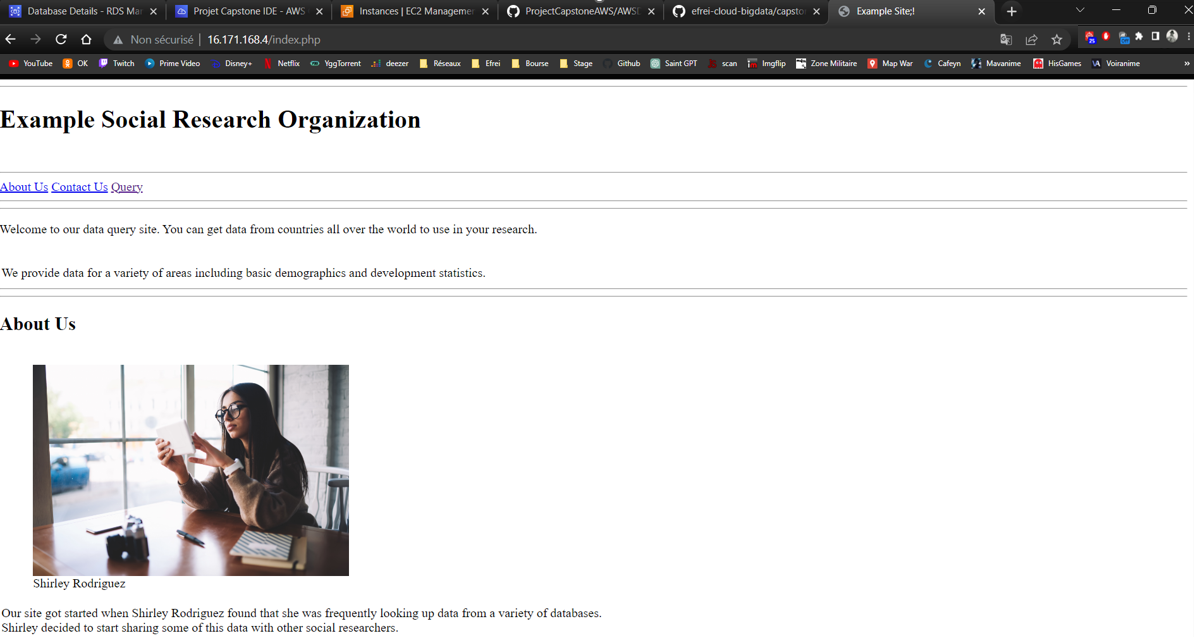 Database Details - RDS Ma
Projet Capstone IDE - AWS
Instances | EC2 Manageme
ProjectCapstoneAWS/AWS
efrei-cloud-bigdata/capsto
Example Site;!
Non sécurisé | 16.171.168.4/index.php
YouTube OK Twitch Prime Video Disney+ Netflix YggTorrent deezer Réseaux Efrei Bourse Stage Github Saint GPT scan Imgflip Zone Militaire Map War Cafeyn Mavanime HisGames Voiranime »
Example Social Research Organization
About Us Contact Us Query
Welcome to our data query site. You can get data from countries all over the world to use in your research.
We provide data for a variety of areas including basic demographics and development statistics.
About Us
Shirley Rodriguez
Our site got started when Shirley Rodriguez found that she was frequently looking up data from a variety of databases.
Shirley decided to start sharing some of this data with other social researchers.